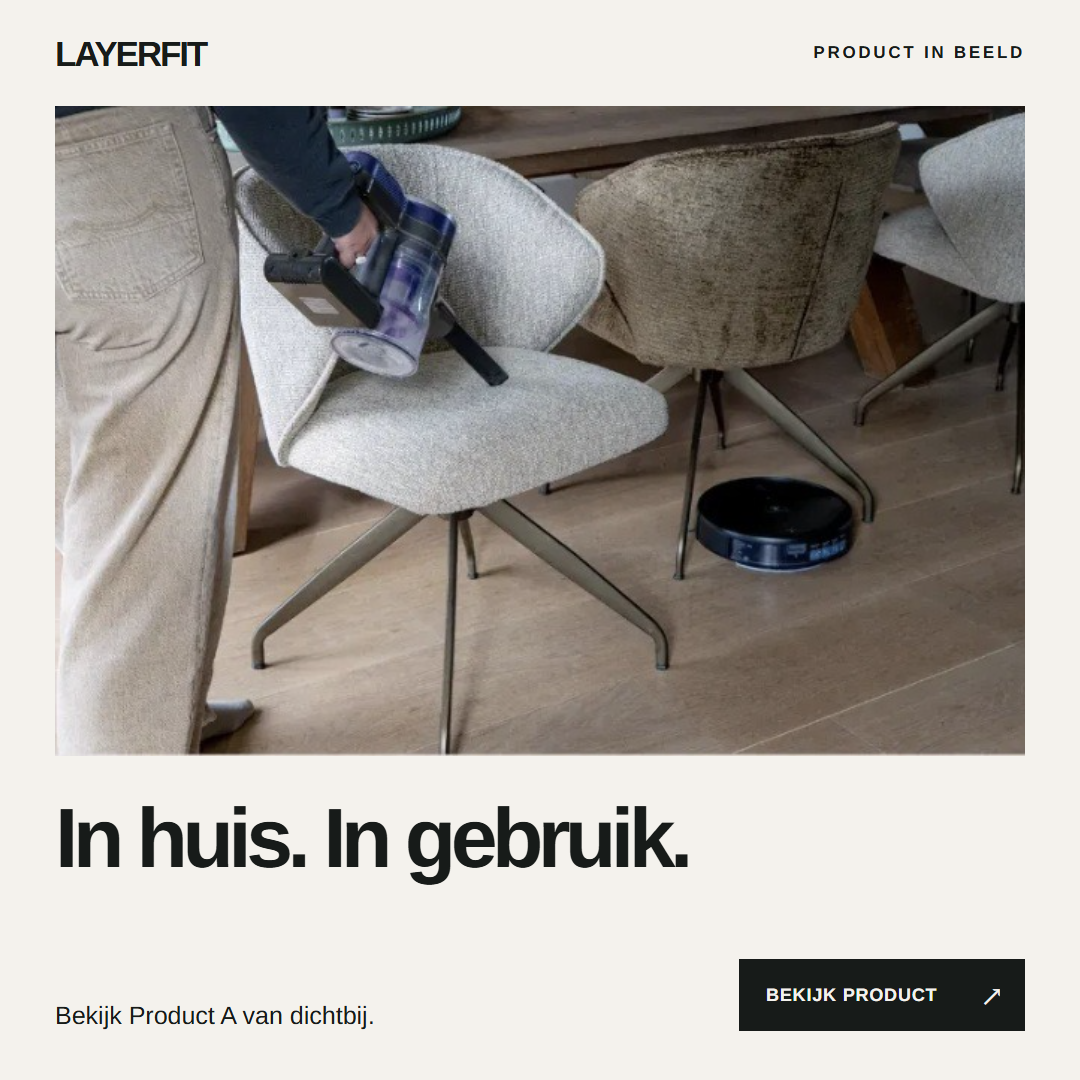 LAYERFIT
PRODUCT IN BEELD
In huis. In gebruik.
Bekijk Product A van dichtbij.
BEKIJK PRODUCT ↗